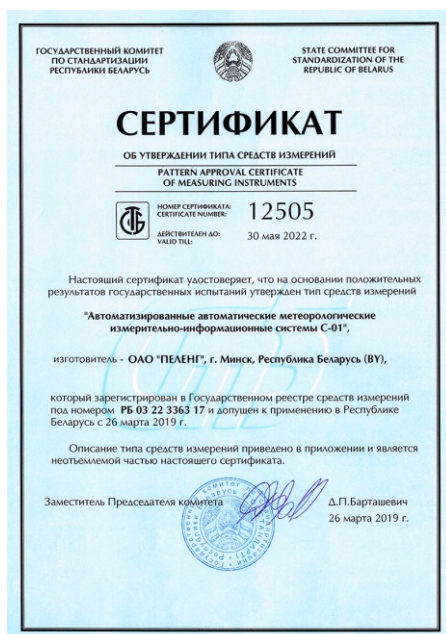 ГОСУДАРСТВЕННЫЙ КОМИТЕТ
ПО СТАНДАРТИЗАЦИИ
РЕСПУБЛИКИ БЕЛАРУСЬ
STATE COMMITTEE FOR
STANDARDIZATION OF THE
REPUBLIC OF BELARUS
СЕРТИФИКАТ
ОБ УТВЕРЖДЕНИИ ТИПА СРЕДСТВ ИЗМЕРЕНИЙ
PATTERN APPROVAL CERTIFICATE
OF MEASURING INSTRUMENTS
НОМЕР СЕРТИФИКАТА:
CERTIFICATE NUMBER:
12505
ДЕЙСТВИТЕЛЕН ДО:
VALID TILL:
30 мая 2022 г.
Настоящий сертификат удостоверяет, что на основании положительных
результатов государственных испытаний утвержден тип средств измерений
"Автоматизированные автоматические метеорологические
измерительно-информационные системы С-01",
изготовитель - ОАО "ПЕЛЕНГ", г. Минск, Республика Беларусь (BY),
который зарегистрирован в Государственном реестре средств измерений
под номером РБ 03 22 3363 17 и допущен к применению в Республике
Беларусь с 26 марта 2019 г.
Описание типа средств измерений приведено в приложении и является
неотъемлемой частью настоящего сертификата.
Заместитель Председателя комитета
Д.П.Барташевич
26 марта 2019 г.